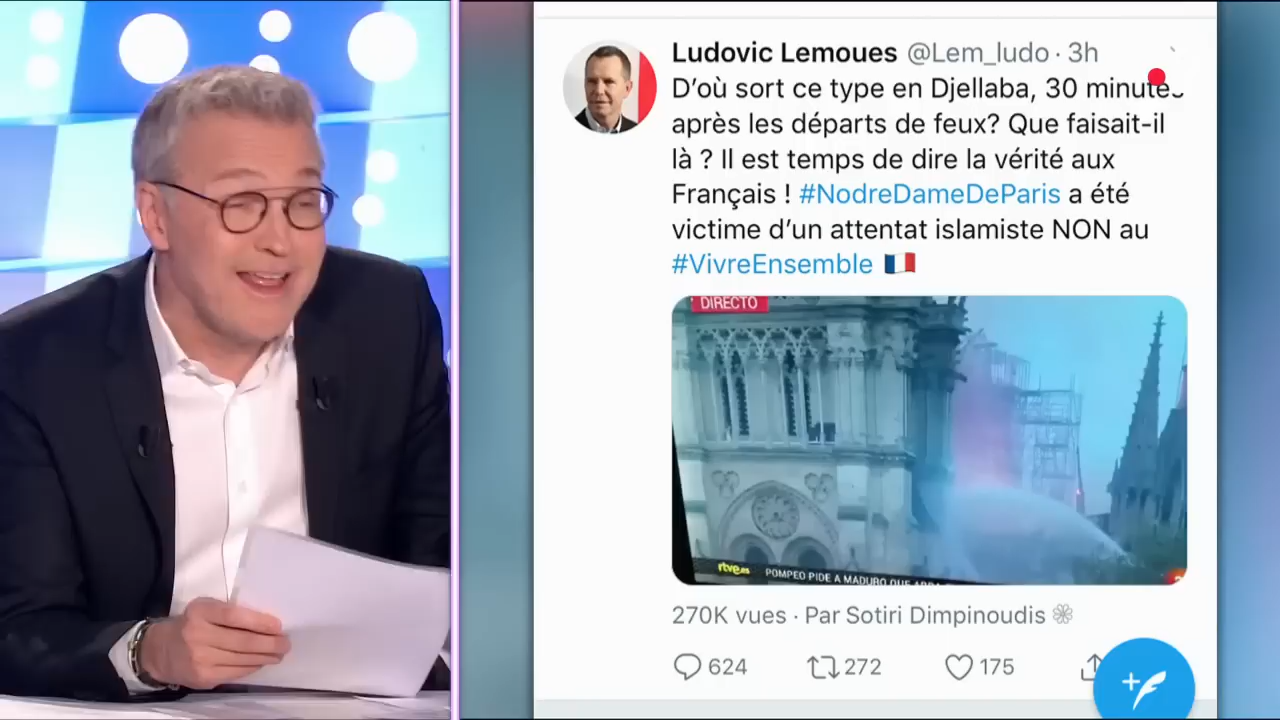 Ludovic Lemoues @Lem_ludo · 3h
D'où sort ce type en Djellaba, 30 minutes
après les départs de feux? Que faisait-il
là ? Il est temps de dire la vérité aux
Français ! #NodreDameDeParis a été
victime d'un attentat islamiste NON au
#VivreEnsemble 🇫🇷
DIRECTO
rtve.es POMPEO PIDE A MADURO QUE
270K vues · Par Sotiri Dimpinoudis
624 272 175